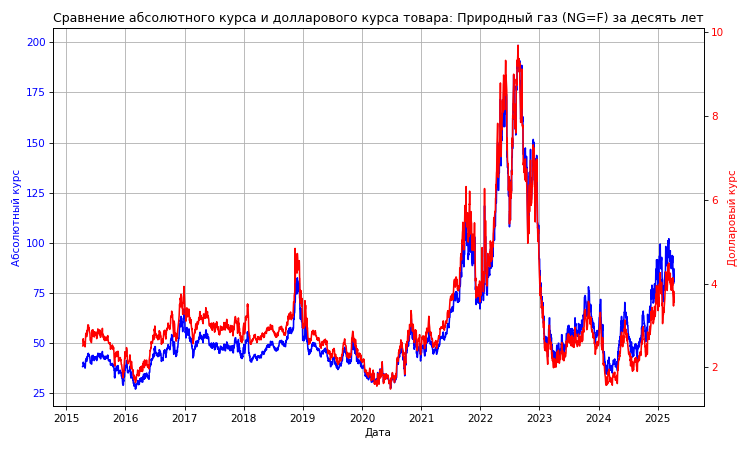 Сравнение абсолютного курса и долларового курса товара: Природный газ (NG=F) за десять лет
200
175
150
125
100
75
50
25
Абсолютный курс
10
8
6
4
2
Долларовый курс
2015 2016 2017 2018 2019 2020 2021 2022 2023 2024 2025
Дата